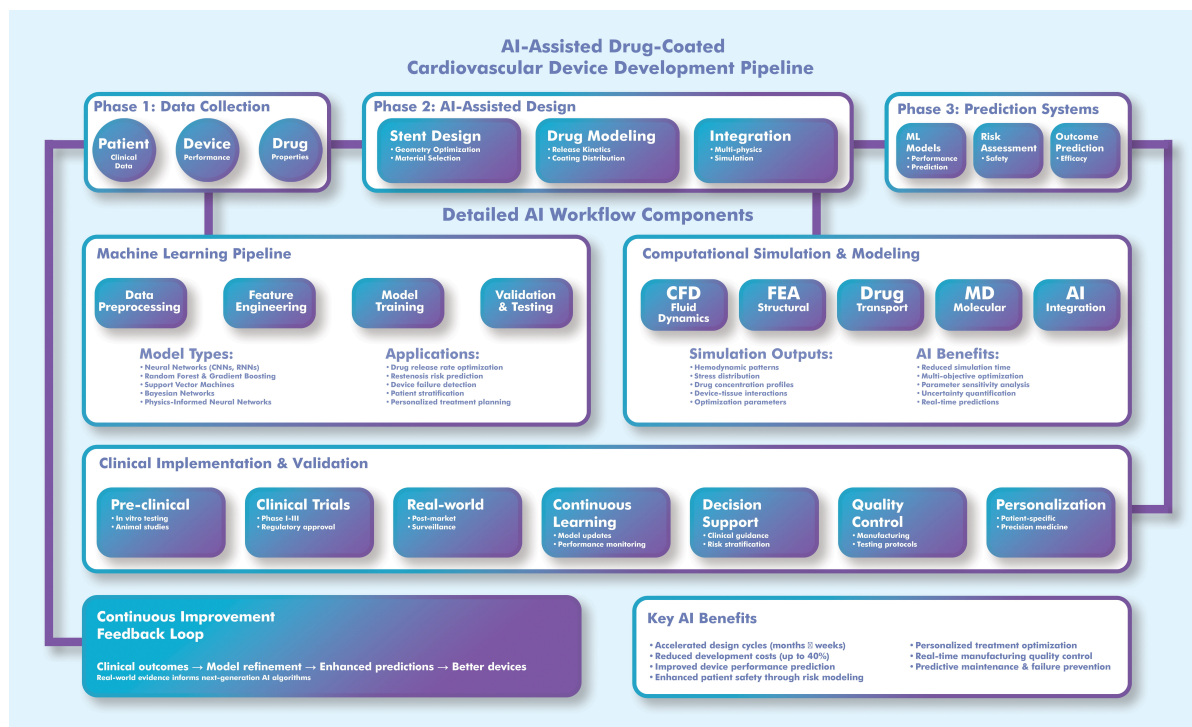 AI-Assisted Drug-Coated
Cardiovascular Device Development Pipeline
Phase 1: Data Collection
Patient
Clinical
Data
Device
Performance
Drug
Properties
Phase 2: AI-Assisted Design
Stent Design
• Geometry Optimization
• Material Selection
Drug Modeling
• Release Kinetics
• Coating Distribution
Integration
• Multi-physics
• Simulation
Phase 3: Prediction Systems
ML
Models
• Performance
• Prediction
Risk
Assessment
• Safety
Outcome
Prediction
• Efficacy
Detailed AI Workflow Components
Machine Learning Pipeline
Data
Preprocessing
Feature
Engineering
Model
Training
Validation
& Testing
Model Types:
• Neural Networks (CNNs, RNNs)
• Random Forest & Gradient Boosting
• Support Vector Machines
• Bayesian Networks
• Physics-Informed Neural Networks
Applications:
• Drug release rate optimization
• Restenosis risk prediction
• Device failure detection
• Patient stratification
• Personalized treatment planning
Computational Simulation & Modeling
CFD
Fluid
Dynamics
FEA
Structural
Drug
Transport
MD
Molecular
AI
Integration
Simulation Outputs:
• Hemodynamic patterns
• Stress distribution
• Drug concentration profiles
• Device-tissue interactions
• Optimization parameters
AI Benefits:
• Reduced simulation time
• Multi-objective optimization
• Parameter sensitivity analysis
• Uncertainty quantification
• Real-time predictions
Clinical Implementation & Validation
Pre-clinical
• In vitro testing
• Animal studies
Clinical Trials
• Phase I-III
• Regulatory approval
Real-world
• Post-market
• Surveillance
Continuous
Learning
• Model updates
• Performance monitoring
Decision
Support
• Clinical guidance
• Risk stratification
Quality
Control
• Manufacturing
• Testing protocols
Personalization
• Patient-specific
• Precision medicine
Continuous Improvement
Feedback Loop
Clinical outcomes → Model refinement → Enhanced predictions → Better devices
Real-world evidence informs next-generation AI algorithms
Key AI Benefits
• Accelerated design cycles (months � weeks)
• Reduced development costs (up to 40%)
• Improved device performance prediction
• Enhanced patient safety through risk modeling
• Personalized treatment optimization
• Real-time manufacturing quality control
• Predictive maintenance & failure prevention